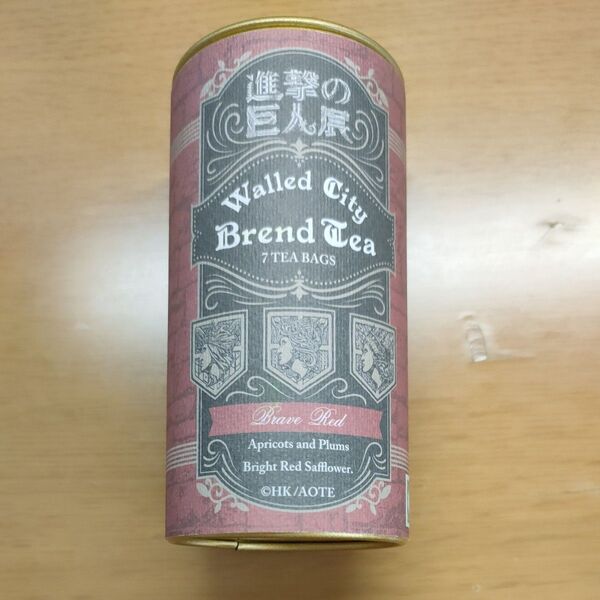 進撃の
巨人展
Walled City
Brend Tea
7 TEA BAGS
Brave Red
Apricots and Plums
Bright Red Safflower.
©HK/AOTE